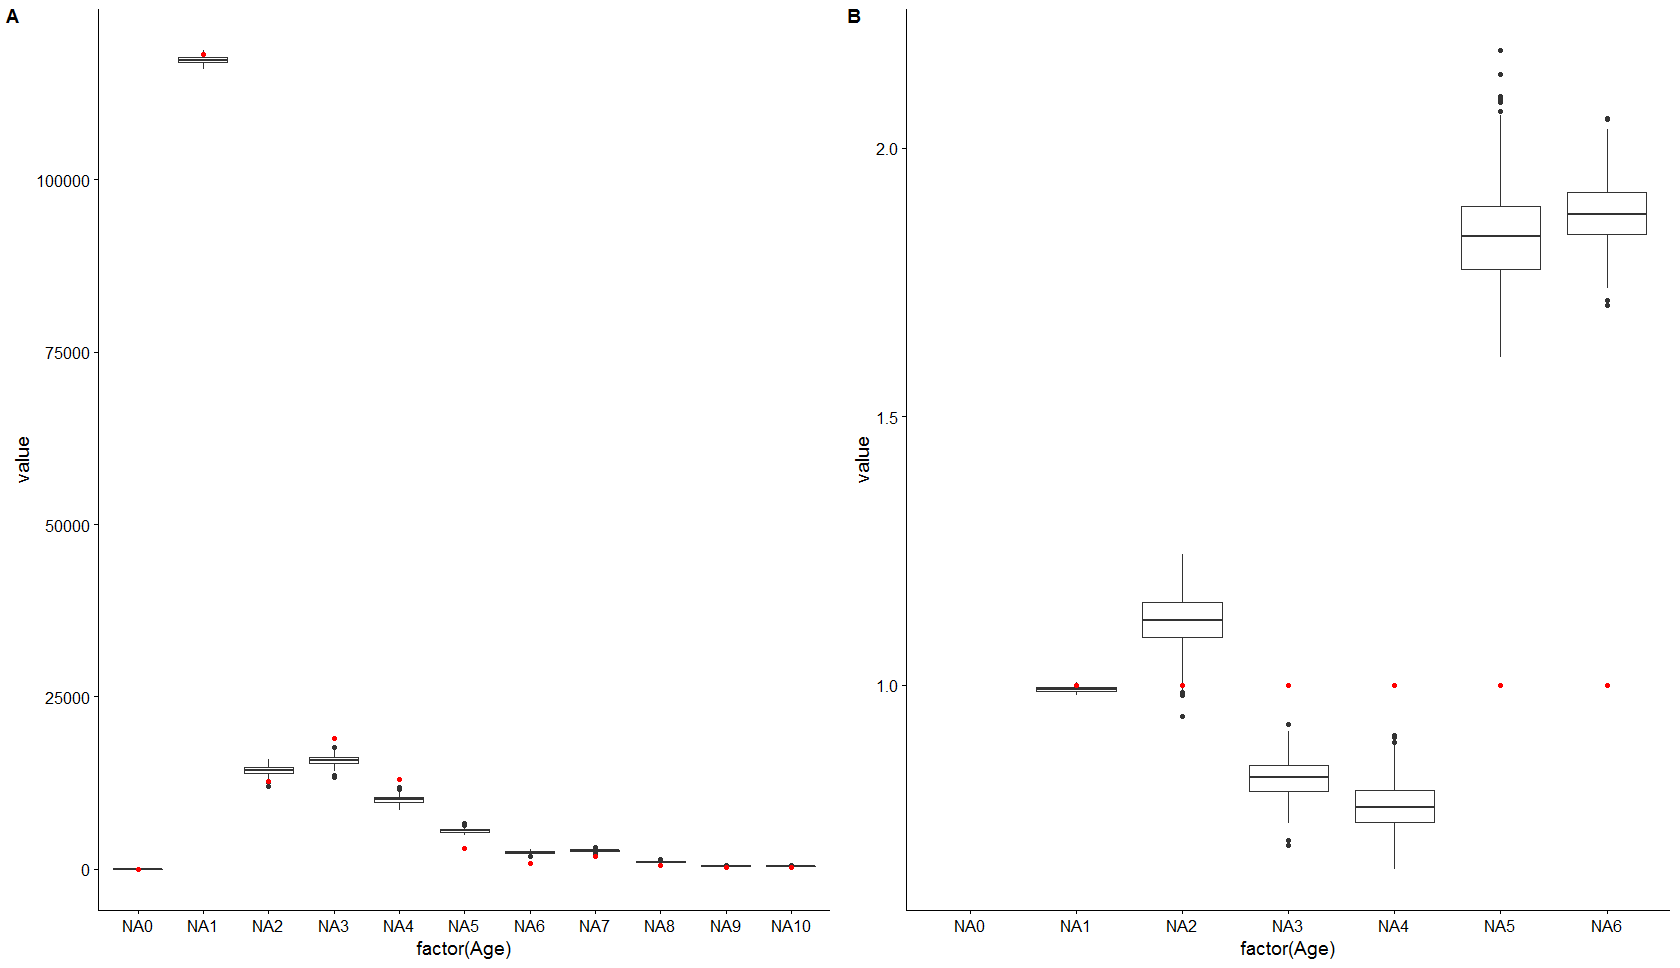 A
value
100000
75000
50000
25000
0
NA0 NA1 NA2 NA3 NA4 NA5 NA6 NA7 NA8 NA9 NA10
factor(Age)
B
value
2.0
1.5
1.0
NA0 NA1 NA2 NA3 NA4 NA5 NA6
factor(Age)